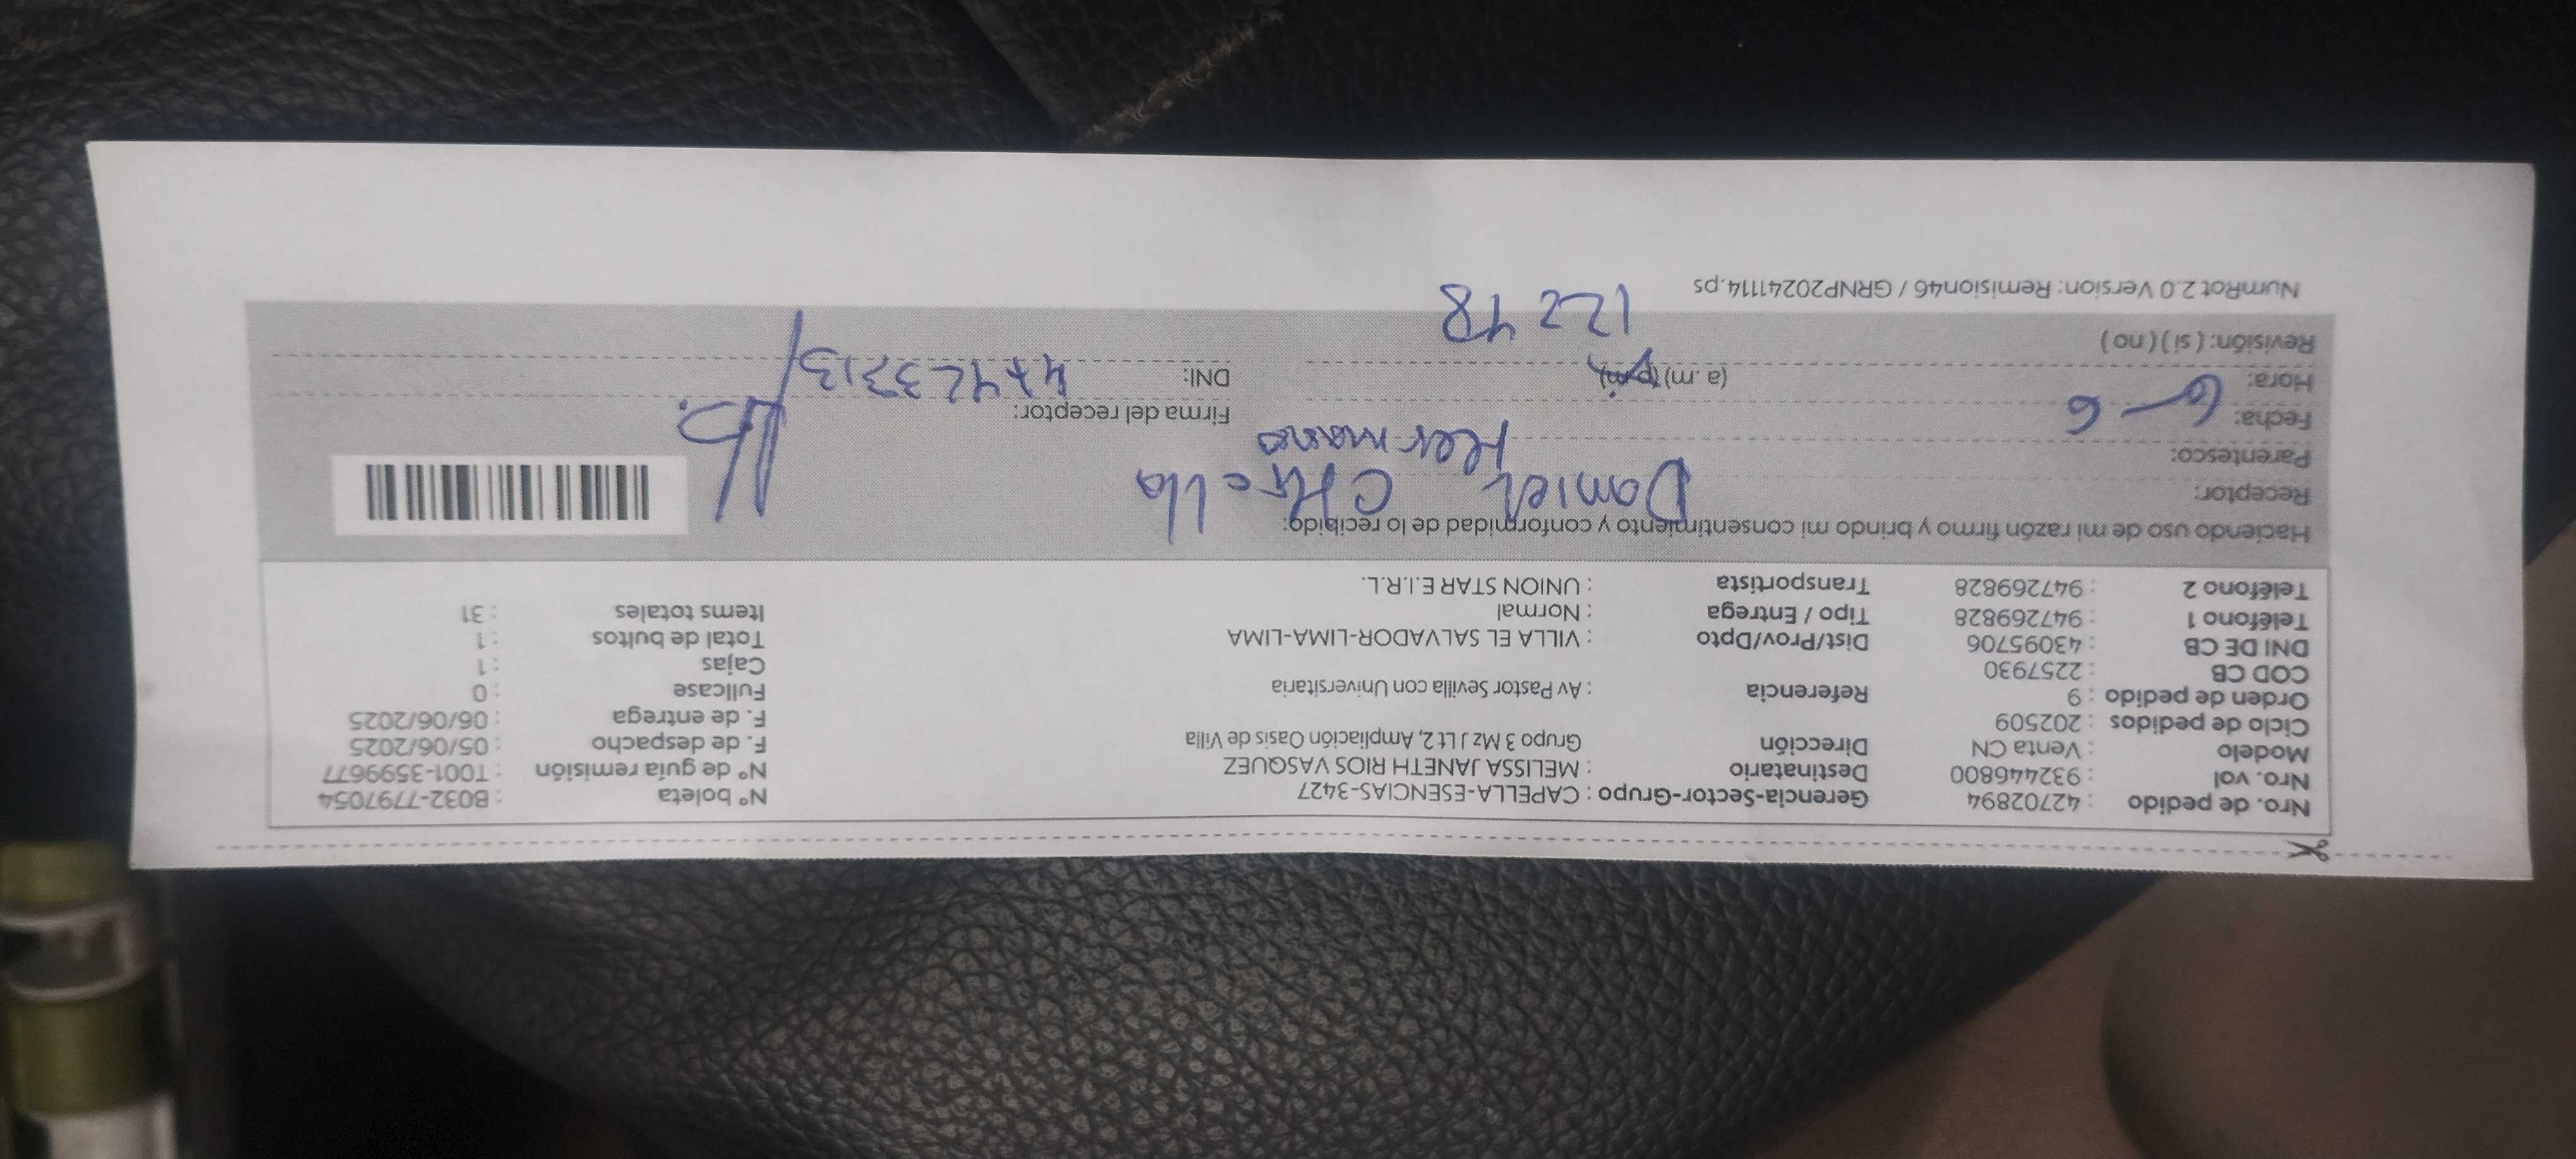 Nro. de pedido : 42702894 Gerencia-Sector-Grupo : CAPELLA-ESENCIAS-3427 N° boleta : B032-7797054
Nro. vol : 932446800 Destinatario : MELISSA JANETH RIOS VASQUEZ N° de guía remisión : T001-3599677
Modelo : Venta CN Dirección Grupo 3 Mz J Lt 2, Ampliación Oasis de Villa F. de despacho : 05/06/2025
Ciclo de pedidos : 202509 F. de entrega : 06/06/2025
Orden de pedido : 9 Referencia : Av Pastor Sevilla con Universitaria Fullcase : 0
COD CB : 2257930 Cajas : 1
DNI DE CB : 43095706 Dist/Prov/Dpto : VILLA EL SALVADOR-LIMA-LIMA Total de bultos : 1
Teléfono 1 : 947269828 Tipo / Entrega : Normal Items totales : 31
Teléfono 2 : 947269828 Transportista : UNION STAR E.I.R.L.
Haciendo uso de mi razón firmo y brindo mi consentimiento y conformidad de lo recibido:
Receptor: Daniel
Parentesco: Hermano
Fecha: 6-6 Firma del receptor:
Hora: (a.m) (p.m) DNI:
Revisión: ( si ) ( no ) 12 48
NumRot 2.0 Version: Remision46 / GRNP20241114.ps